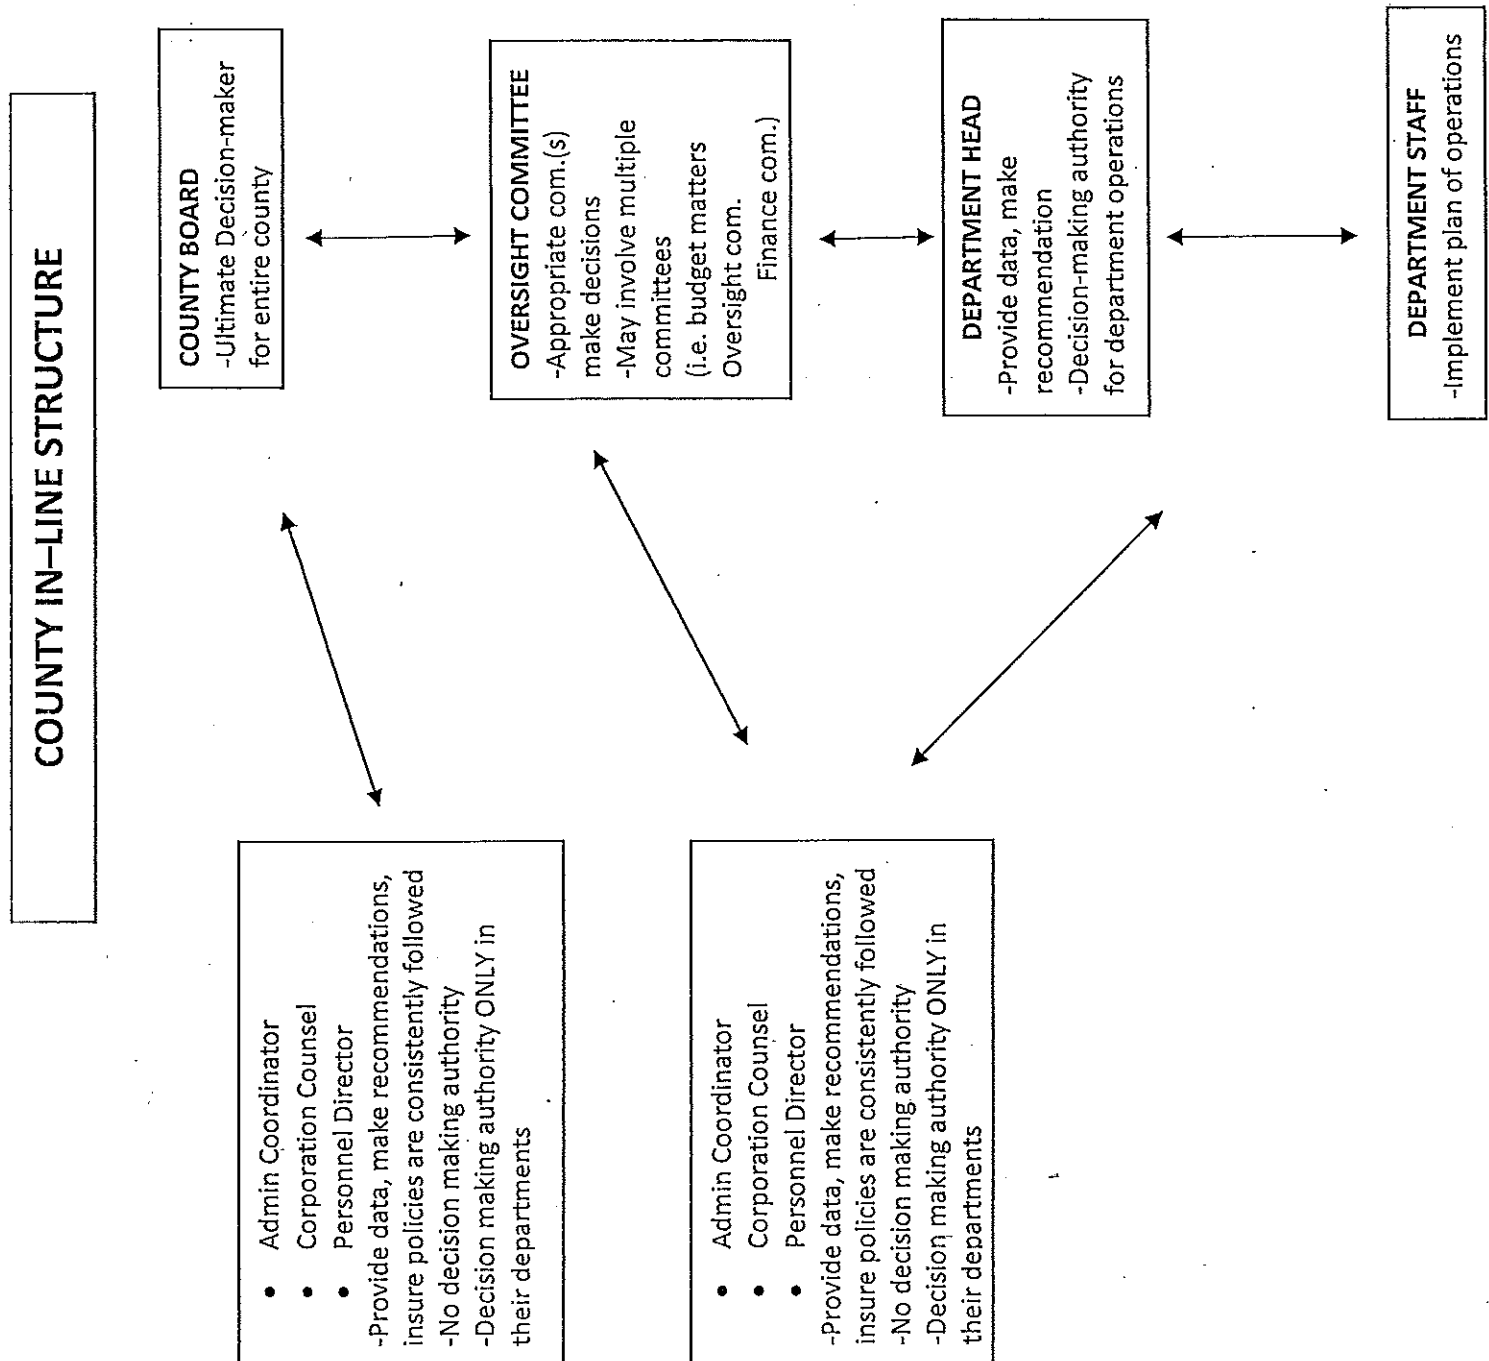 COUNTY IN–LINE STRUCTURE
COUNTY BOARD
-Ultimate Decision-maker
for entire county
• Admin Coordinator
• Corporation Counsel
• Personnel Director
-Provide data, make recommendations,
insure policies are consistently followed
-No decision making authority
-Decision making authority ONLY in
their departments
OVERSIGHT COMMITTEE
-Appropriate com.(s)
make decisions
-May involve multiple
committees
(i.e. budget matters
Oversight com.
Finance com.)
• Admin Coordinator
• Corporation Counsel
• Personnel Director
-Provide data, make recommendations,
insure policies are consistently followed
-No decision making authority
-Decision making authority ONLY in
their departments
DEPARTMENT HEAD
-Provide data, make
recommendation
-Decision-making authority
for department operations
DEPARTMENT STAFF
-Implement plan of operations